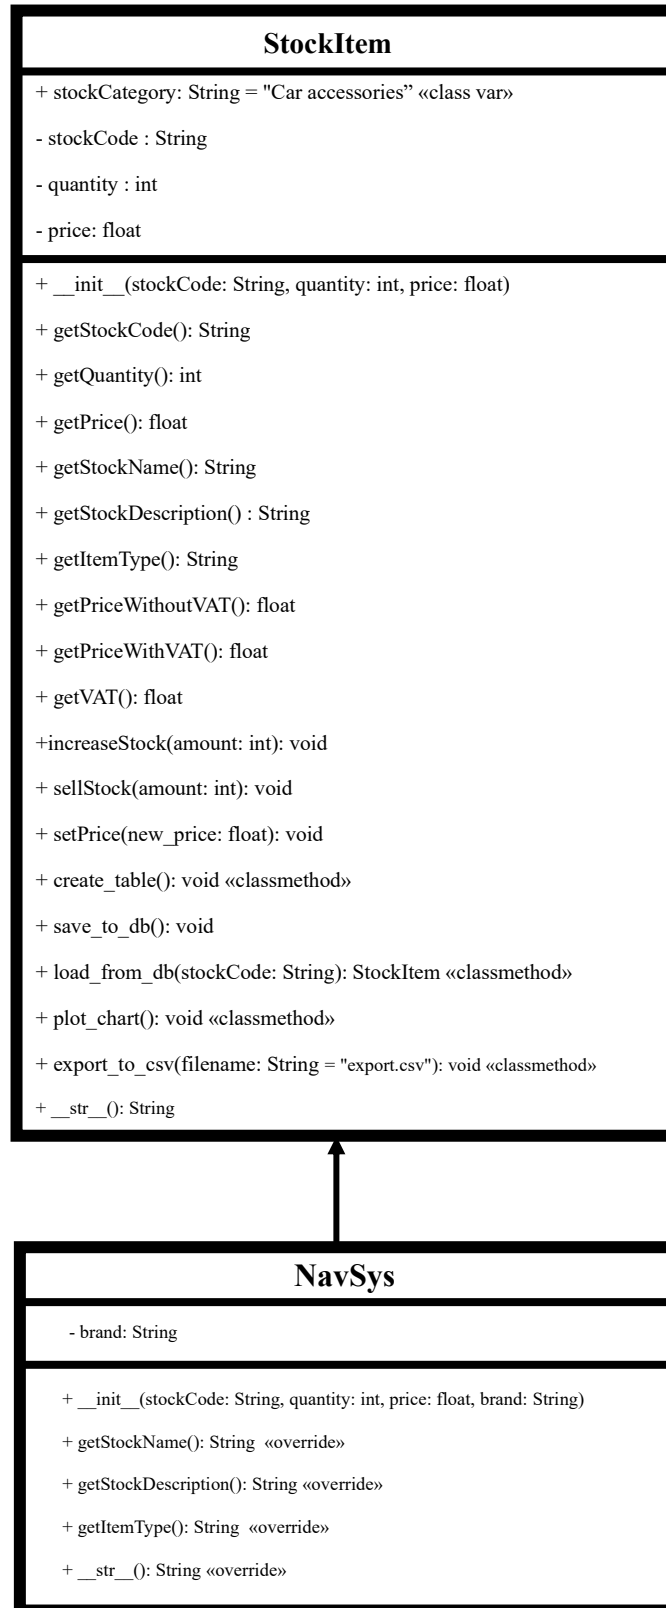 StockItem
+ stockCategory: String = "Car accessories” «class var»
- stockCode : String
- quantity : int
- price: float
+ __init__(stockCode: String, quantity: int, price: float)
+ getStockCode(): String
+ getQuantity(): int
+ getPrice(): float
+ getStockName(): String
+ getStockDescription() : String
+ getItemType(): String
+ getPriceWithoutVAT(): float
+ getPriceWithVAT(): float
+ getVAT(): float
+increaseStock(amount: int): void
+ sellStock(amount: int): void
+ setPrice(new_price: float): void
+ create_table(): void «classmethod»
+ save_to_db(): void
+ load_from_db(stockCode: String): StockItem «classmethod»
+ plot_chart(): void «classmethod»
+ export_to_csv(filename: String = "export.csv"): void «classmethod»
+ __str__(): String
NavSys
- brand: String
+ __init__(stockCode: String, quantity: int, price: float, brand: String)
+ getStockName(): String «override»
+ getStockDescription(): String «override»
+ getItemType(): String «override»
+ __str__(): String «override»